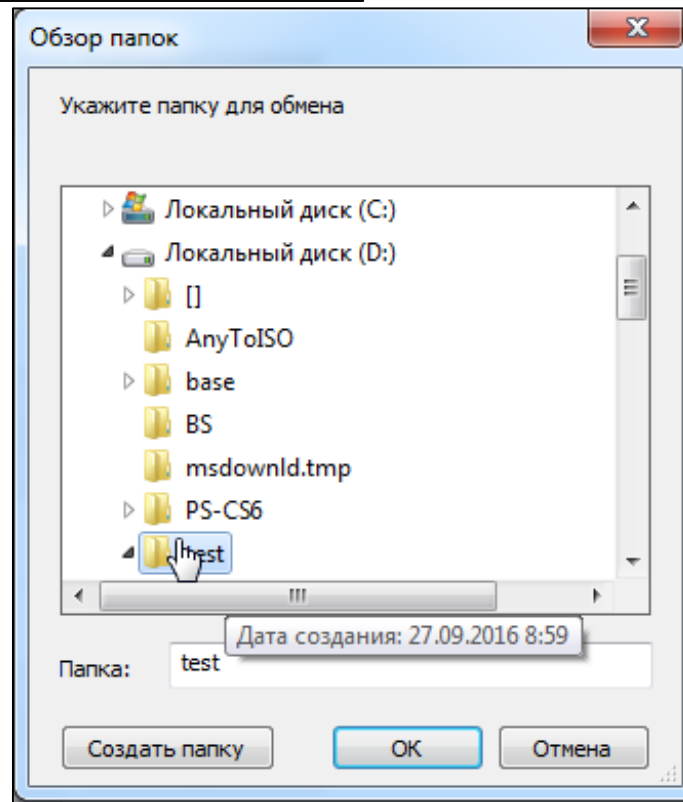 Обзор папок
Укажите папку для обмена
Локальный диск (C:)
Локальный диск (D:)
[]
AnyToISO
base
BS
msdownld.tmp
PS-CS6
test
Дата создания: 27.09.2016 8:59
Папка: test
Создать папку ОК Отмена